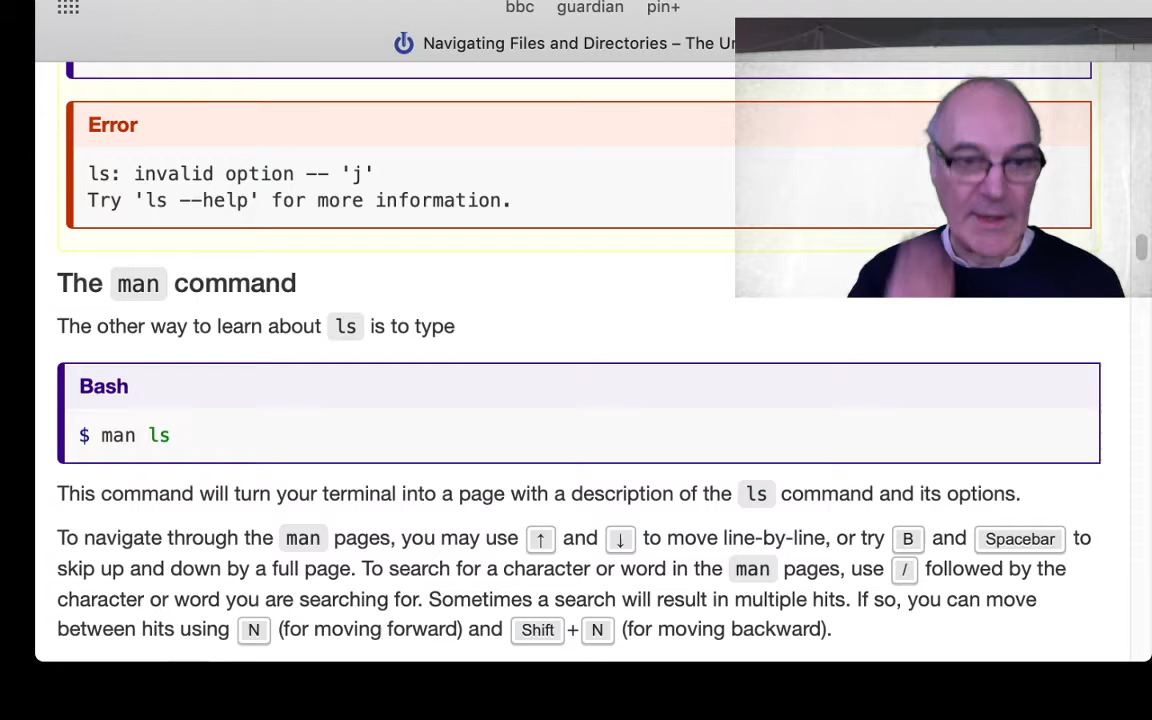 bbc guardian pin+
Navigating Files and Directories – The Un
Error
ls: invalid option -- 'j'
Try 'ls --help' for more information.
The man command
The other way to learn about ls is to type
Bash
$ man ls
This command will turn your terminal into a page with a description of the ls command and its options.
To navigate through the man pages, you may use ↑ and ↓ to move line-by-line, or try B and Spacebar to
skip up and down by a full page. To search for a character or word in the man pages, use / followed by the
character or word you are searching for. Sometimes a search will result in multiple hits. If so, you can move
between hits using N (for moving forward) and Shift+N (for moving backward).